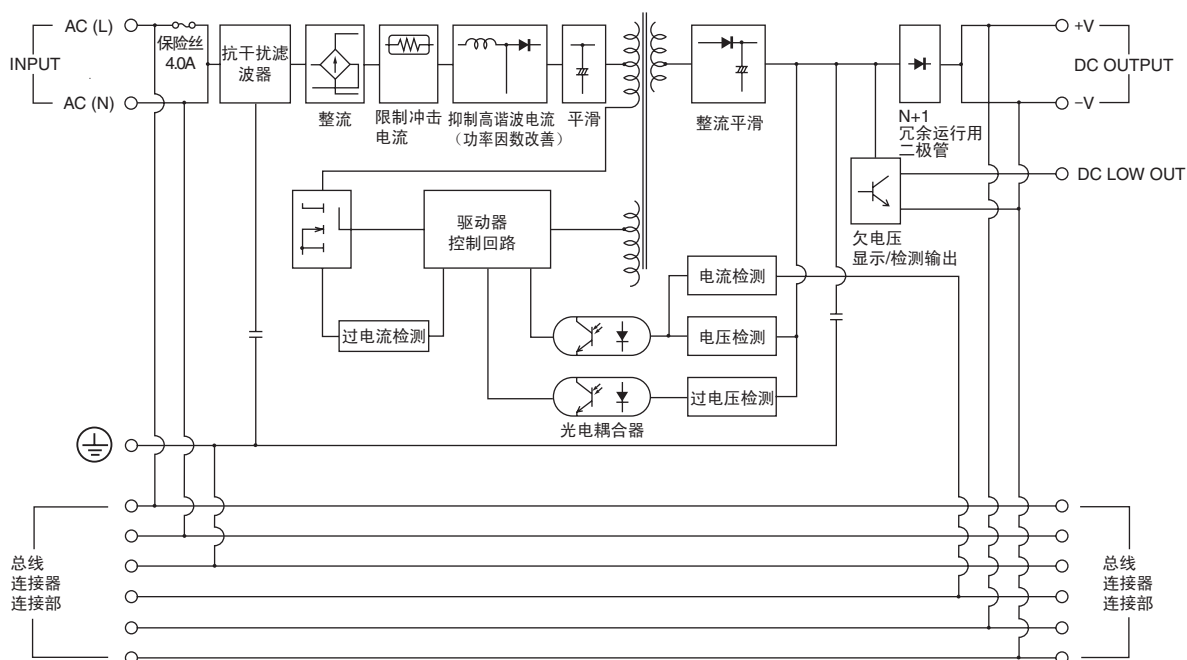 AC (L)
INPUT
AC (N)
保险丝
4.0A
抗干扰滤
波器
整流
限制冲击
电流
抑制高谐波电流
（功率因数改善）
平滑
整流平滑
N+1
冗余运行用
二极管
+V
DC OUTPUT
−V
DC LOW OUT
欠电压
显示/检测输出
驱动器
控制回路
过电流检测
电流检测
电压检测
过电压检测
光电耦合器
总线
连接器
连接部
总线
连接器
连接部